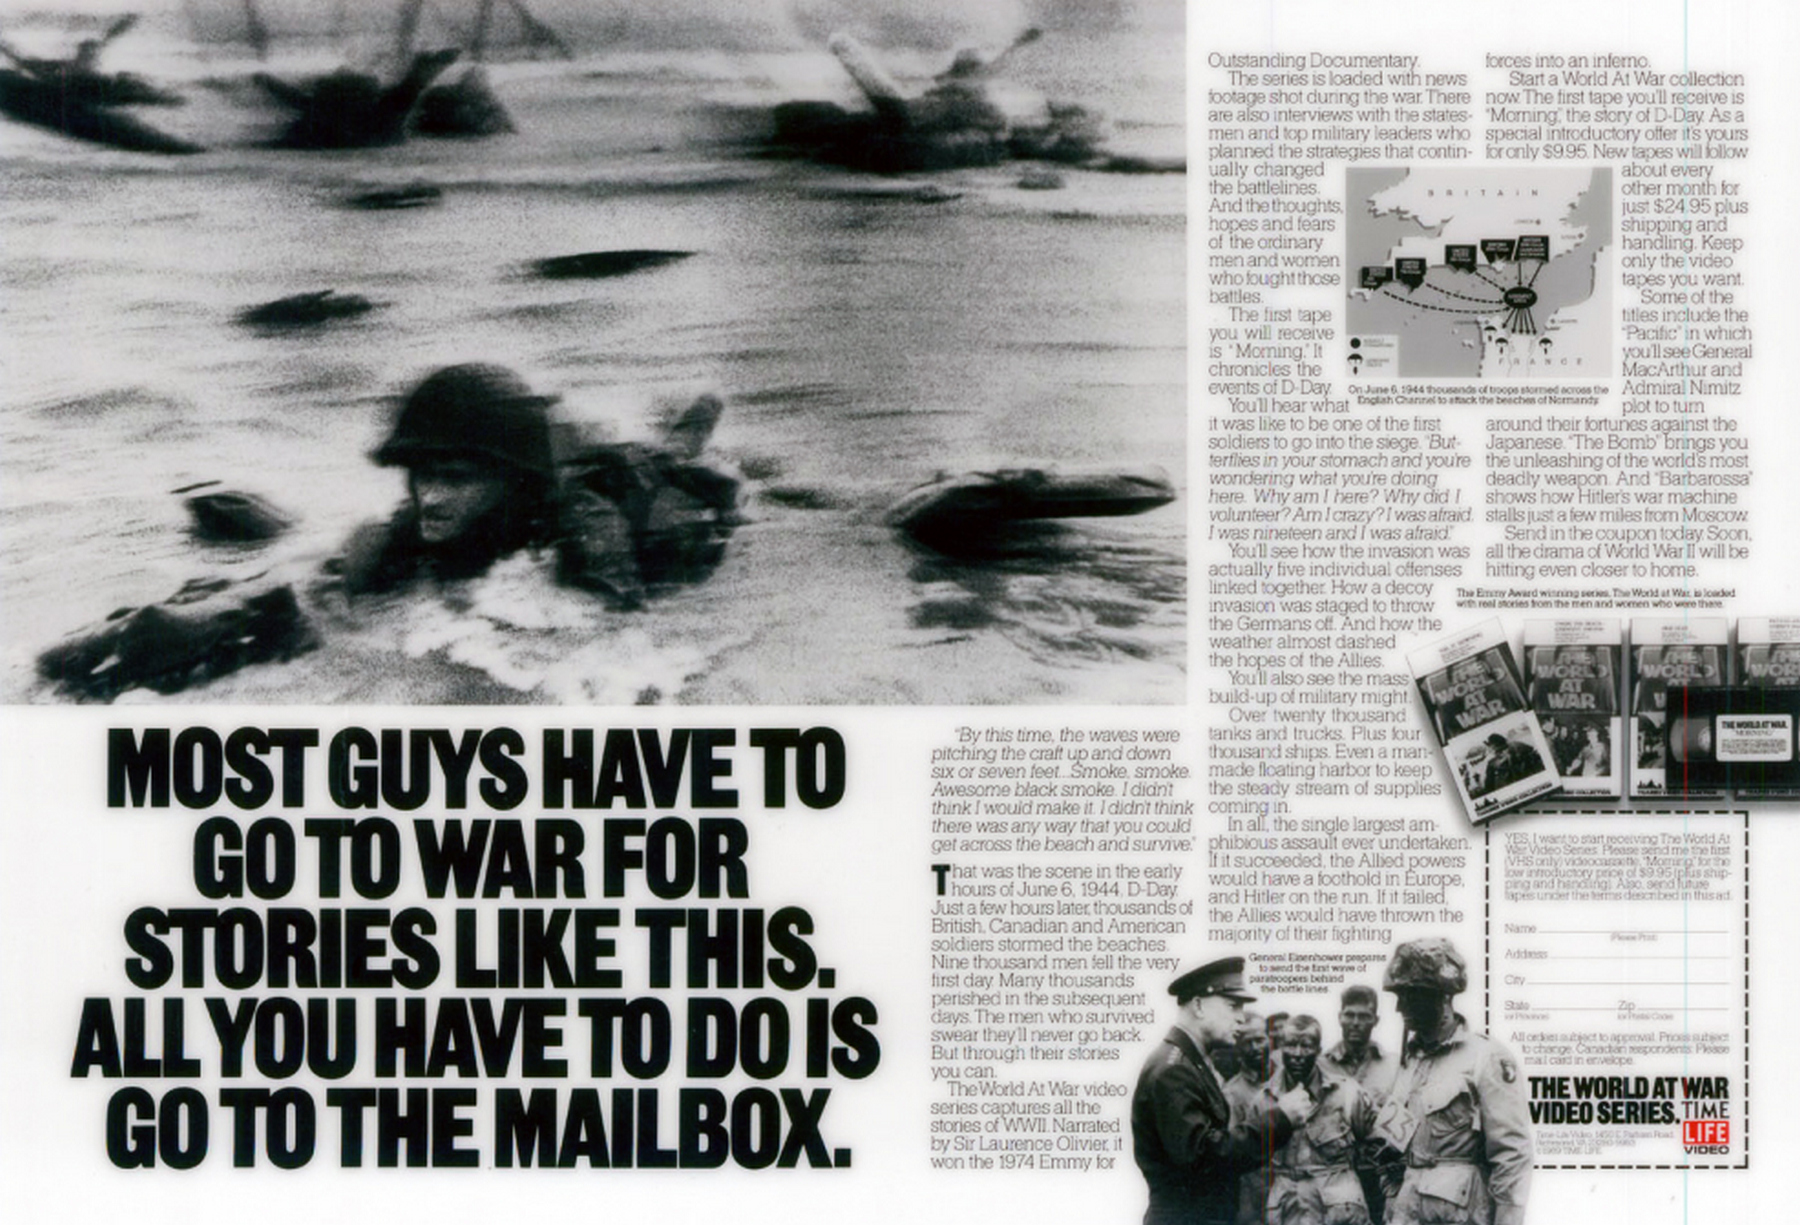 MOST GUYS HAVE TO
GO TO WAR FOR
STORIES LIKE THIS.
ALL YOU HAVE TO DO IS
GO TO THE MAILBOX.
"By this time, the waves were
pitching the craft up and down
six or seven feet...Smoke, smoke.
Awesome black smoke. I didn't
think I would make it. I didn't think
there was any way that you could
get across the beach and survive."
That was the scene in the early
hours of June 6, 1944, D-Day.
Just a few hours later, thousands of
British, Canadian and American
soldiers stormed the beaches.
Nine thousand men fell the very
first day. Many thousands
perished in the subsequent
days. The men who survived
swear they'll never go back.
But through their stories
you can.
The World At War video
series captures all the
stories of WWII. Narrated
by Sir Laurence Olivier, it
won the 1974 Emmy for
Outstanding Documentary.
The series is loaded with news
footage shot during the war. There
are also interviews with the states-
men and top military leaders who
planned the strategies that contin-
ually changed
the battlelines.
And the thoughts,
hopes and fears
of the ordinary
men and women
who fought those
battles.
The first tape
you will receive
is "Morning." It
chronicles the
events of D-Day.
You'll hear what
it was like to be one of the first
soldiers to go into the siege. "But-
terflies in your stomach and you're
wondering what you're doing
here. Why am I here? Why did I
volunteer? Am I crazy? I was afraid.
I was nineteen and I was afraid."
You'll see how the invasion was
actually five individual offenses
linked together. How a decoy
invasion was staged to throw
the Germans off. And how the
weather almost dashed
the hopes of the Allies.
You'll also see the mass
build-up of military might.
Over twenty thousand
tanks and trucks. Plus four
thousand ships. Even a man-
made floating harbor to keep
the steady stream of supplies
coming in.
In all, the single largest am-
phibious assault ever undertaken.
If it succeeded, the Allied powers
would have a foothold in Europe,
and Hitler on the run. If it failed,
the Allies would have thrown the
majority of their fighting
General Eisenhower prepares
to send the first wave of
paratroopers behind
the battle lines.
forces into an inferno.
Start a World At War collection
now. The first tape you'll receive is
"Morning," the story of D-Day. As a
special introductory offer it's yours
for only $9.95. New tapes will follow
about every
other month for
just $24.95 plus
shipping and
handling. Keep
only the video
tapes you want.
Some of the
titles include the
"Pacific" in which
you'll see General
MacArthur and
Admiral Nimitz
plot to turn
around their fortunes against the
Japanese. "The Bomb" brings you
the unleashing of the world's most
deadly weapon. And "Barbarossa"
shows how Hitler's war machine
stalls just a few miles from Moscow.
Send in the coupon today. Soon,
all the drama of World War II will be
hitting even closer to home.
BRITAIN
FRANCE
On June 6, 1944 thousands of troops stormed across the
English Channel to attack the beaches of Normandy.
The Emmy Award winning series, The World at War, is loaded
with real stories from the men and women who were there.
THE WORLD AT WAR
THE WORLD AT WAR
THE WORLD AT WAR
THE WORLD AT WAR.
"MORNING"
YES, I want to start receiving The World At
War Video Series. Please send me the first
(VHS only) videocassette, "Morning," for the
low introductory price of $9.95 (plus ship-
ping and handling). Also, send future
tapes under the terms described in this ad.
Name
(Please Print)
Address
City
State Zip
(or Province) (or Postal Code)
All orders subject to approval. Prices subject
to change. Canadian respondents: Please
mail card in envelope.
THE WORLD AT WAR
VIDEO SERIES.
TIME
LIFE
VIDEO
Time-Life Video, 1450 E. Parham Road,
Richmond, VA
©1989 TIME-LIFE